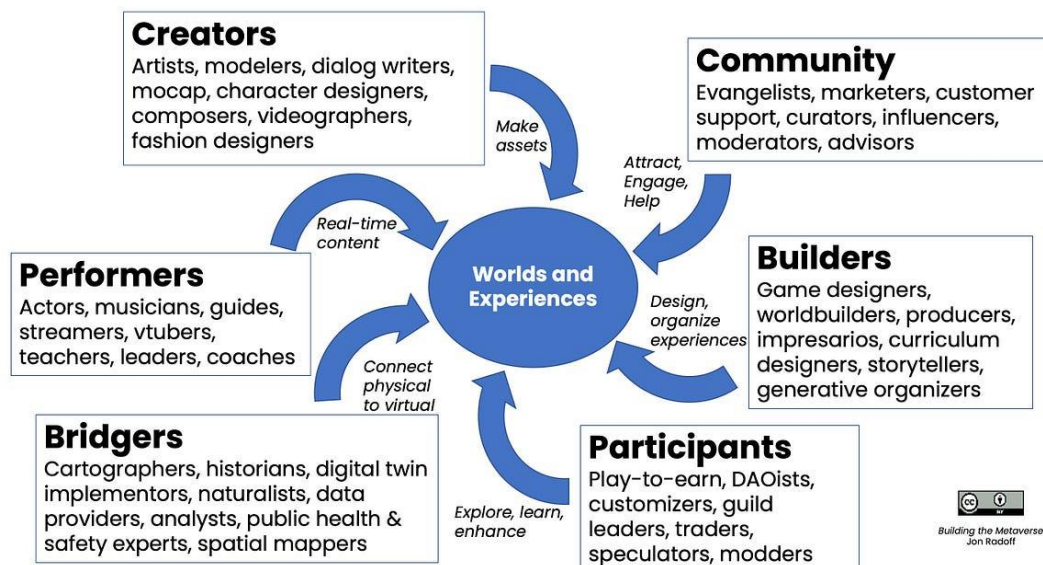 Creators
Artists, modelers, dialog writers,
mocap, character designers,
composers, videographers,
fashion designers
Make
assets
Community
Evangelists, marketers, customer
support, curators, influencers,
moderators, advisors
Attract,
Engage,
Help
Real-time
content
Performers
Actors, musicians, guides,
streamers, vtubers,
teachers, leaders, coaches
Worlds and
Experiences
Builders
Game designers,
worldbuilders, producers,
impresarios, curriculum
designers, storytellers,
generative organizers
Design,
organize
experiences
Connect
physical
to virtual
Bridgers
Cartographers, historians, digital twin
implementors, naturalists, data
providers, analysts, public health &
safety experts, spatial mappers
Explore, learn,
enhance
Participants
Play-to-earn, DAOists,
customizers, guild
leaders, traders,
speculators, modders
cc
BY
Building the Metaverse
Jon Radoff